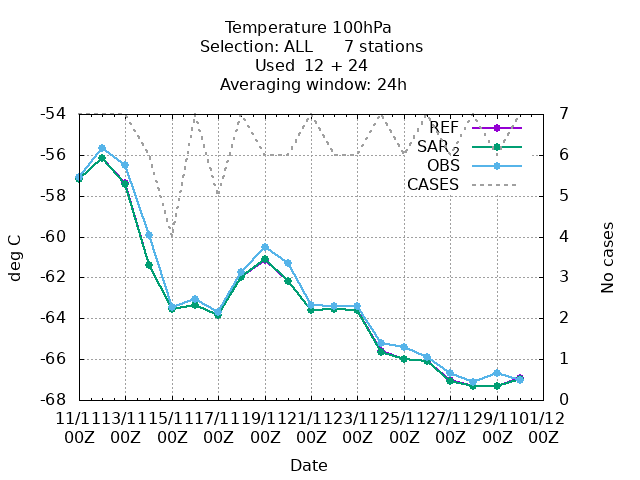 Temperature 100hPa
Selection: ALL      7 stations
Used  12 + 24
Averaging window: 24h
-54
-56
-58
-60
-62
-64
-66
-68
7
6
5
4
3
2
1
0
REF
SAR 2
OBS
CASES
deg C
No cases
11/11 13/11 15/11 17/11 19/11 21/11 23/11 25/11 27/11 29/11 01/12
00Z 00Z 00Z 00Z 00Z 00Z 00Z 00Z 00Z 00Z 00Z
Date